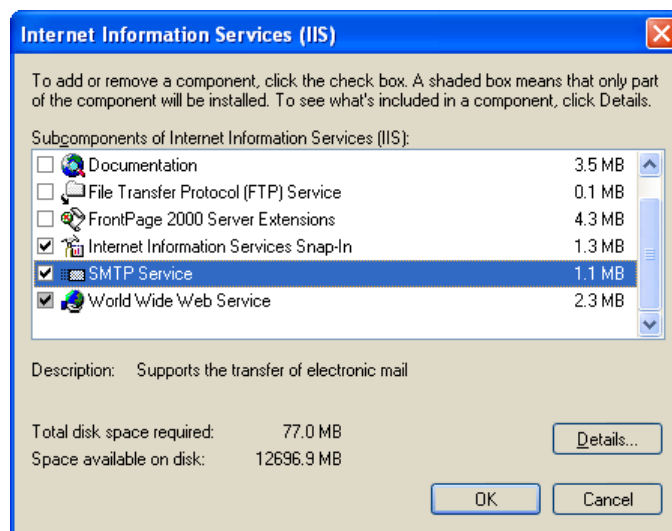 Internet Information Services (IIS)
To add or remove a component, click the check box. A shaded box means that only part
of the component will be installed. To see what's included in a component, click Details.
Subcomponents of Internet Information Services (IIS):
Documentation 3.5 MB
File Transfer Protocol (FTP) Service 0.1 MB
FrontPage 2000 Server Extensions 4.3 MB
Internet Information Services Snap-In 1.3 MB
SMTP Service 1.1 MB
World Wide Web Service 2.3 MB
Description: Supports the transfer of electronic mail
Total disk space required: 77.0 MB
Space available on disk: 12696.9 MB
Details...
OK Cancel